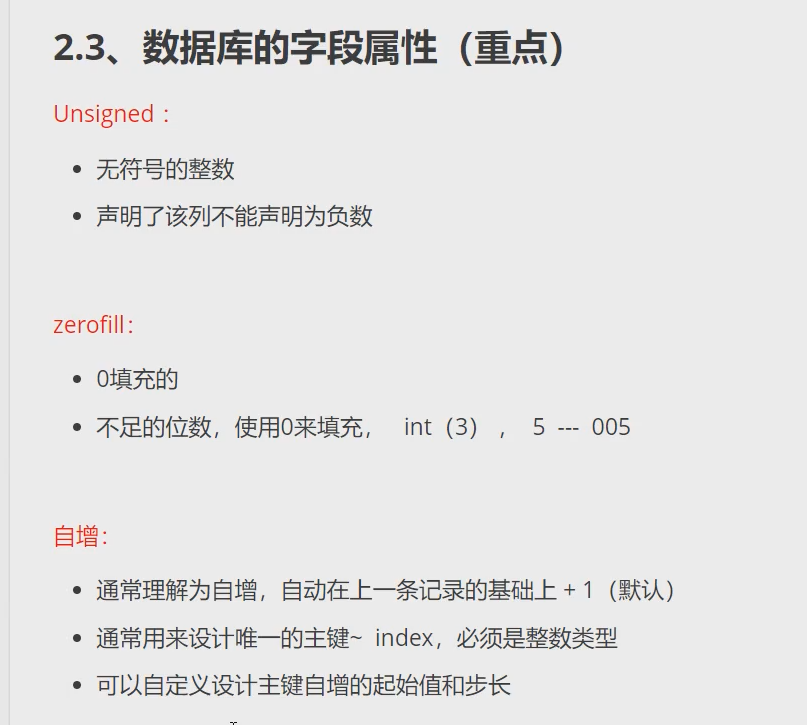 2.3、数据库的字段属性（重点）
Unsigned：
无符号的整数
声明了该列不能声明为负数
zerofill：
0填充的
不足的位数，使用0来填充， int（3）， 5 --- 005
自增：
通常理解为自增，自动在上一条记录的基础上 + 1（默认）
通常用来设计唯一的主键~ index，必须是整数类型
可以自定义设计主键自增的起始值和步长